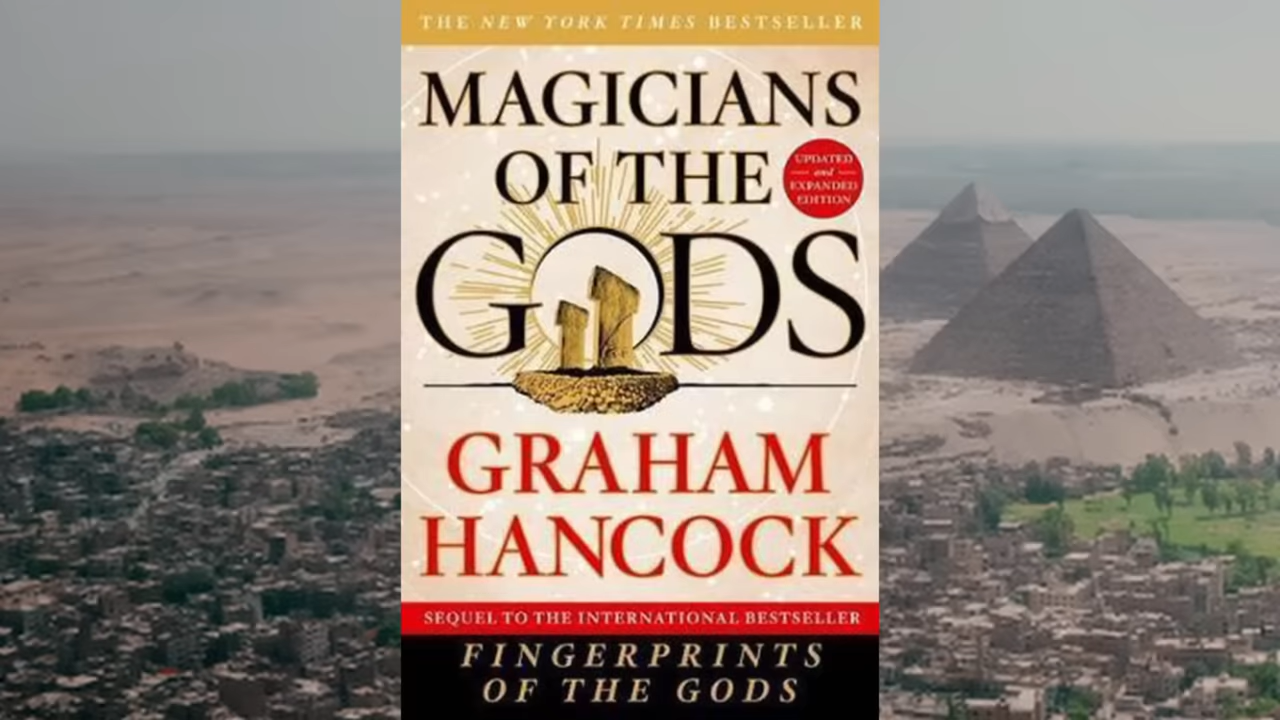 THE NEW YORK TIMES BESTSELLER
MAGICIANS
OF THE
UPDATED
and
EXPANDED
EDITION
GODS
GRAHAM
HANCOCK
SEQUEL TO THE INTERNATIONAL BESTSELLER
FINGERPRINTS
OF THE GODS